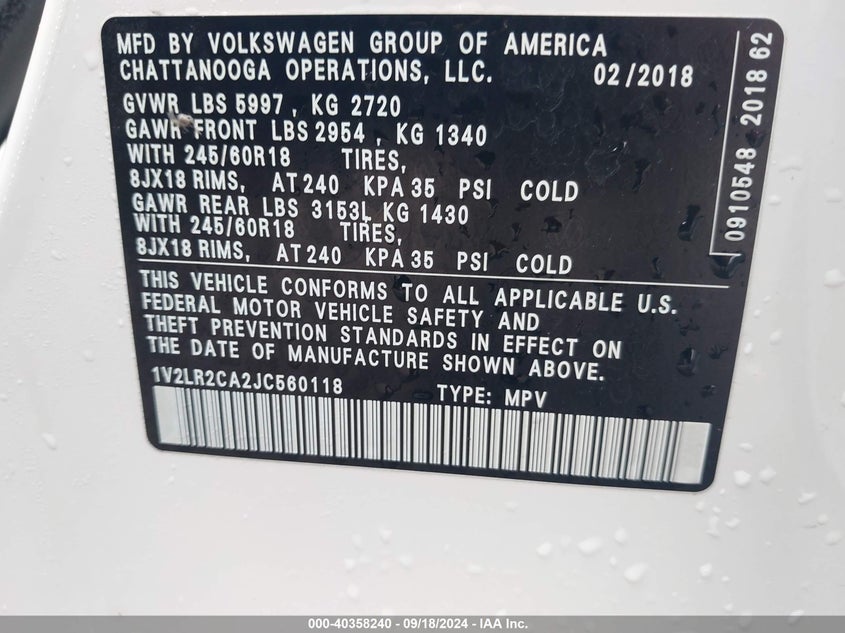 MFD BY VOLKSWAGEN GROUP OF AMERICA
CHATTANOOGA OPERATIONS, LLC. 02/2018
GVWR LBS 5997, KG 2720
GAWR FRONT LBS 2954, KG 1340
WITH 245/60R18 TIRES,
8JX18 RIMS, AT 240 KPA 35 PSI COLD
GAWR REAR LBS 3153L KG 1430
WITH 245/60R18 TIRES,
8JX18 RIMS, AT 240 KPA 35 PSI COLD
THIS VEHICLE CONFORMS TO ALL APPLICABLE U.S.
FEDERAL MOTOR VEHICLE SAFETY AND
THEFT PREVENTION STANDARDS IN EFFECT ON
THE DATE OF MANUFACTURE SHOWN ABOVE.
1V2LR2CA2JC560118 TYPE: MPV
0910548 2018 62
000-40358240 - 09/18/2024 - IAA Inc.